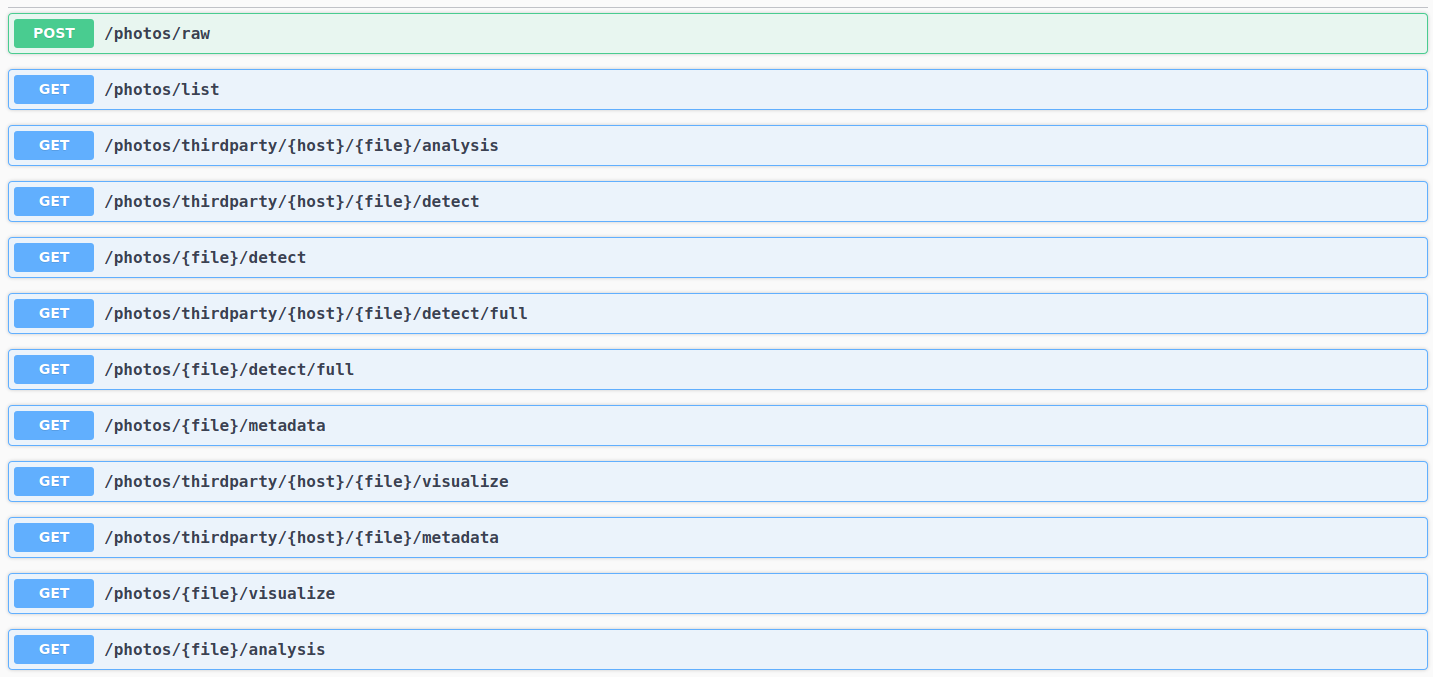 POST /photos/raw
GET /photos/list
GET /photos/thirdparty/{host}/{file}/analysis
GET /photos/thirdparty/{host}/{file}/detect
GET /photos/{file}/detect
GET /photos/thirdparty/{host}/{file}/detect/full
GET /photos/{file}/detect/full
GET /photos/{file}/metadata
GET /photos/thirdparty/{host}/{file}/visualize
GET /photos/thirdparty/{host}/{file}/metadata
GET /photos/{file}/visualize
GET /photos/{file}/analysis